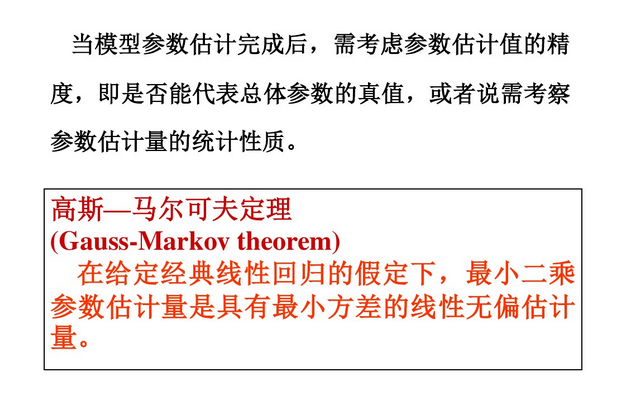 当模型参数估计完成后，需考虑参数估计值的精
度，即是否能代表总体参数的真值，或者说需考察
参数估计量的统计性质。
高斯—马尔可夫定理
(Gauss-Markov theorem)
在给定经典线性回归的假定下，最小二乘
参数估计量是具有最小方差的线性无偏估计
量。